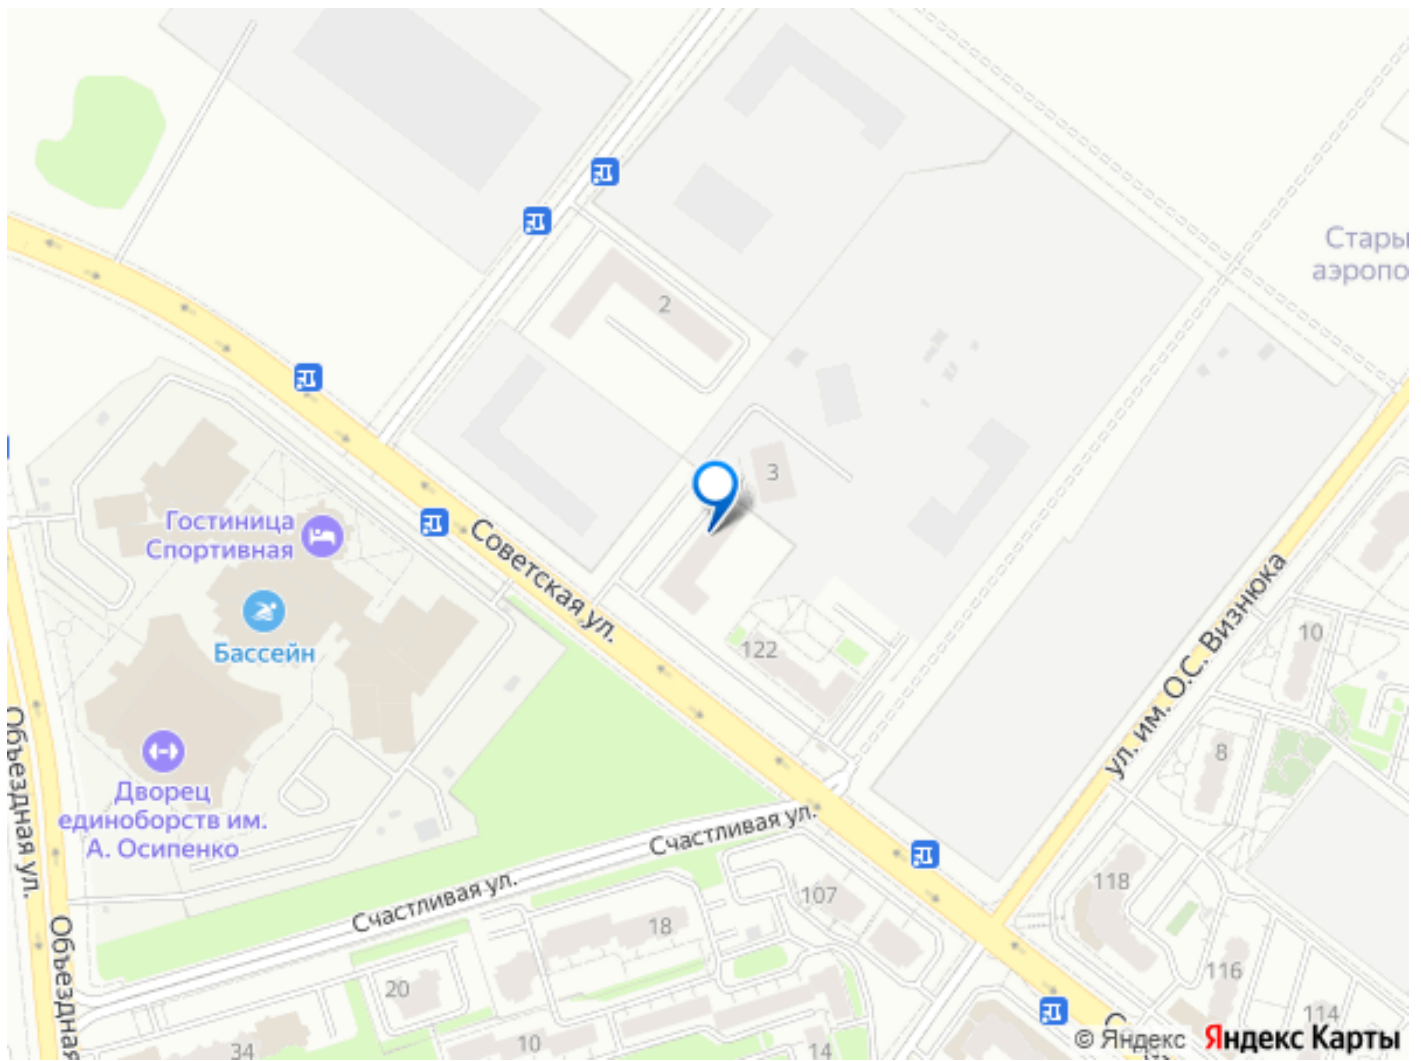 Стары
аэропо
2
3
Гостиница
Спортивная
Советская ул.
Бассейн
122
10
ул. им. О.С. Визнюка
8
Объездная ул.
Дворец
единоборств им.
А. Осипенко
Счастливая ул.
Счастливая ул.
107
118
18
Объездная
20
116
114
10
14
34
© Яндекс Яндекс Карты